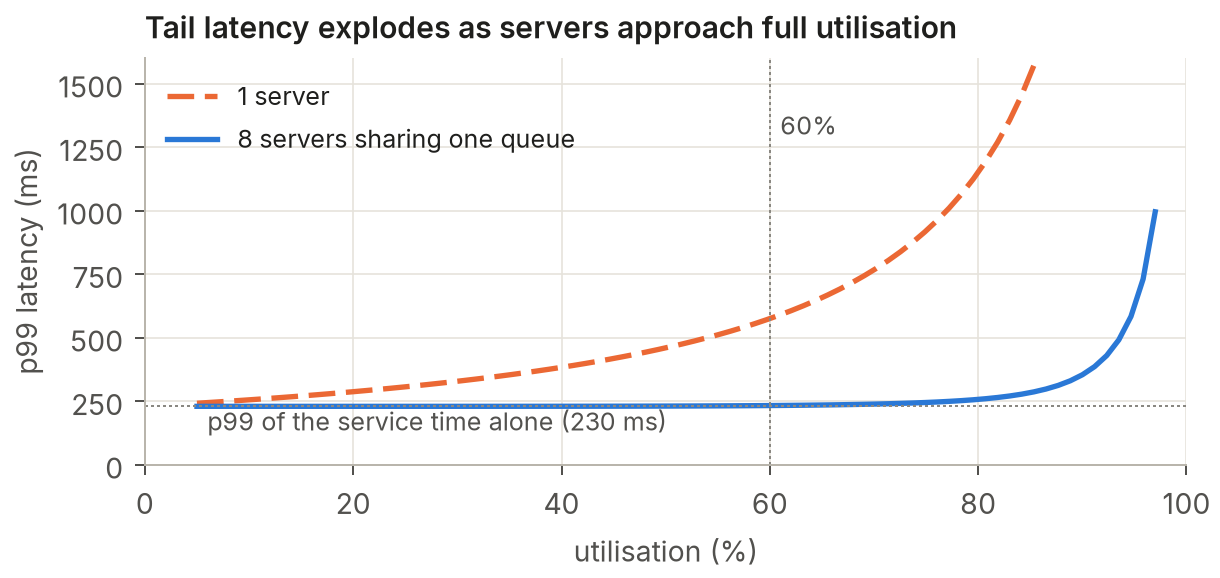 Tail latency explodes as servers approach full utilisation
1 server
8 servers sharing one queue
60%
p99 of the service time alone (230 ms)
p99 latency (ms)
1500
1250
1000
750
500
250
0
0 20 40 60 80 100
utilisation (%)